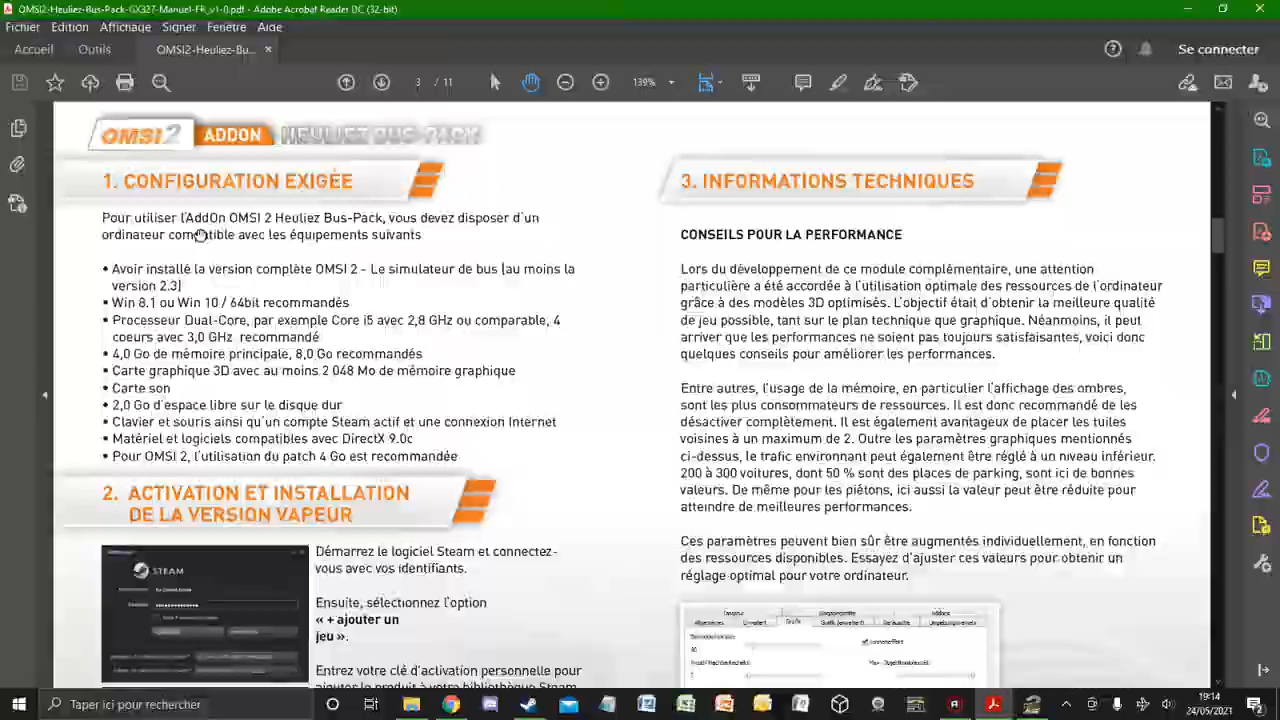 OMSI2-Heuliez-Bus-Pack-GX327-Manuel-FR_v1-0.pdf - Adobe Acrobat Reader DC (32-bit)
Fichier Edition Affichage Signer Fenêtre Aide
Accueil Outils OMSI2-Heuliez-Bu... × Se connecter
3 / 11 139%
OMSI2 ADDON HEULIEZ BUS-PACK
1. CONFIGURATION EXIGÉE
Pour utiliser l'AddOn OMSI 2 Heuliez Bus-Pack, vous devez disposer d'un
ordinateur compatible avec les équipements suivants
• Avoir installé la version complète OMSI 2 - Le simulateur de bus (au moins la
version 2.3)
• Win 8.1 ou Win 10 / 64bit recommandés
• Processeur Dual-Core, par exemple Core i5 avec 2,8 GHz ou comparable, 4
coeurs avec 3,0 GHz recommandé
• 4,0 Go de mémoire principale, 8,0 Go recommandés
• Carte graphique 3D avec au moins 2 048 Mo de mémoire graphique
• Carte son
• 2,0 Go d'espace libre sur le disque dur
• Clavier et souris ainsi qu'un compte Steam actif et une connexion Internet
• Matériel et logiciels compatibles avec DirectX 9.0c
• Pour OMSI 2, l'utilisation du patch 4 Go est recommandée
2. ACTIVATION ET INSTALLATION
DE LA VERSION VAPEUR
STEAM
Démarrez le logiciel Steam et connectez-
vous avec vos identifiants.
Ensuite, sélectionnez l'option
« + ajouter un
jeu ».
Entrez votre clé d'activation personnelle pour
ajouter le produit à votre bibliothèque Steam
3. INFORMATIONS TECHNIQUES
CONSEILS POUR LA PERFORMANCE
Lors du développement de ce module complémentaire, une attention
particulière a été accordée à l'utilisation optimale des ressources de l'ordinateur
grâce à des modèles 3D optimisés. L'objectif était d'obtenir la meilleure qualité
de jeu possible, tant sur le plan technique que graphique. Néanmoins, il peut
arriver que les performances ne soient pas toujours satisfaisantes, voici donc
quelques conseils pour améliorer les performances.
Entre autres, l'usage de la mémoire, en particulier l'affichage des ombres,
sont les plus consommateurs de ressources. Il est donc recommandé de les
désactiver complètement. Il est également avantageux de placer les tuiles
voisines à un maximum de 2. Outre les paramètres graphiques mentionnés
ci-dessus, le trafic environnant peut également être réglé à un niveau inférieur.
200 à 300 voitures, dont 50 % sont des places de parking, sont ici de bonnes
valeurs. De même pour les piétons, ici aussi la valeur peut être réduite pour
atteindre de meilleures performances.
Ces paramètres peuvent bien sûr être augmentés individuellement, en fonction
des ressources disponibles. Essayez d'ajuster ces valeurs pour obtenir un
réglage optimal pour votre ordinateur.
Taper ici pour rechercher
19:14
24/05/2021